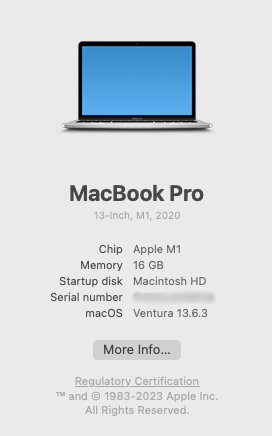 MacBook Pro
13-inch, M1, 2020
Chip Apple M1
Memory 16 GB
Startup disk Macintosh HD
Serial number
macOS Ventura 13.6.3
More Info...
Regulatory Certification
™ and © 1983-2023 Apple Inc.
All Rights Reserved.